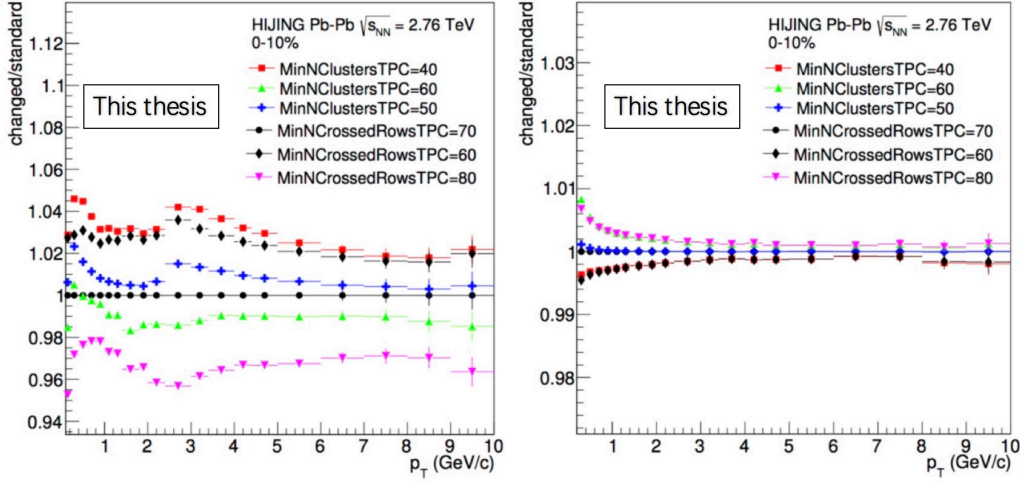 changed/standard
HIJING Pb-Pb √s_NN = 2.76 TeV
0-10%
MinNClustersTPC=40
MinNClustersTPC=60
MinNClustersTPC=50
MinNCrossedRowsTPC=70
MinNCrossedRowsTPC=60
MinNCrossedRowsTPC=80
This thesis
1.12
1.1
1.08
1.06
1.04
1.02
1
0.98
0.96
0.94
1 2 3 4 5 6 7 8 9 10
p_T (GeV/c)
changed/standard
HIJING Pb-Pb √s_NN = 2.76 TeV
0-10%
MinNClustersTPC=40
MinNClustersTPC=60
MinNClustersTPC=50
MinNCrossedRowsTPC=70
MinNCrossedRowsTPC=60
MinNCrossedRowsTPC=80
This thesis
1.03
1.02
1.01
1
0.99
0.98
1 2 3 4 5 6 7 8 9 10
p_T (GeV/c)